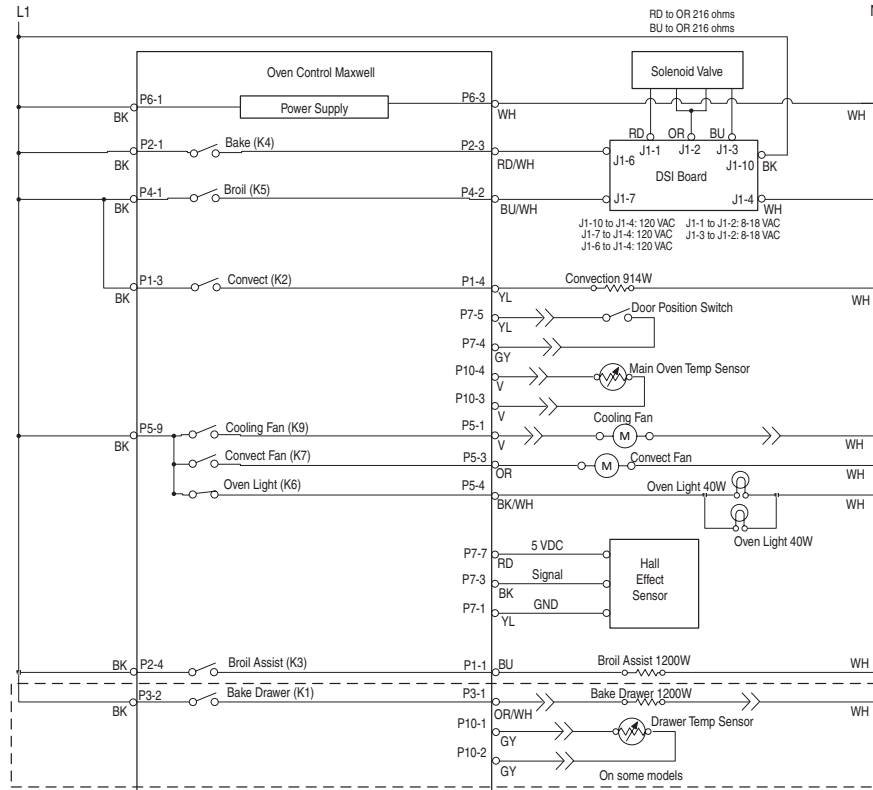 L1
RD to OR 216 ohms
BU to OR 216 ohms
N
Oven Control Maxwell
Solenoid Valve
P6-1
Power Supply
P6-3
BK
WH
WH
RD OR BU
P2-1
Bake (K4)
P2-3
J1-1 J1-2 J1-3
J1-6
J1-10
BK
RD/WH
BK
DSI Board
P4-1
Broil (K5)
P4-2
J1-7
J1-4
BK
BU/WH
WH
WH
J1-10 to J1-4: 120 VAC J1-1 to J1-2: 8-18 VAC
J1-7 to J1-4: 120 VAC J1-3 to J1-2: 8-18 VAC
J1-6 to J1-4: 120 VAC
P1-3
Convect (K2)
P1-4
Convection 914W
BK
YL
WH
P7-5
Door Position Switch
YL
P7-4
GY
P10-4
Main Oven Temp Sensor
V
P10-3
V
Cooling Fan
P5-9
Cooling Fan (K9)
P5-1
M
BK
V
WH
Convect Fan (K7)
P5-3
M
Convect Fan
OR
WH
Oven Light (K6)
P5-4
Oven Light 40W
BK/WH
WH
Oven Light 40W
P7-7
5 VDC
RD
Hall
Effect
Sensor
P7-3
Signal
BK
P7-1
GND
YL
BK
P2-4
Broil Assist (K3)
P1-1
BU
Broil Assist 1200W
WH
P3-2
Bake Drawer (K1)
P3-1
Bake Drawer 1200W
BK
OR/WH
WH
P10-1
Drawer Temp Sensor
GY
P10-2
GY
On some models